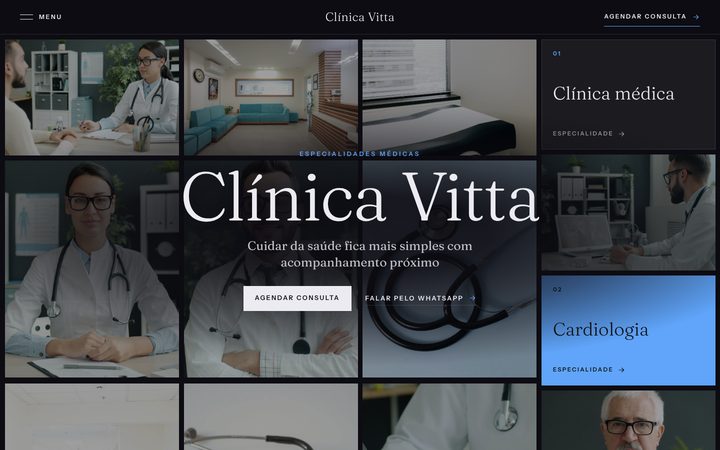 MENU
Clínica Vitta
AGENDAR CONSULTA →
01
Clínica médica
ESPECIALIDADE →
ESPECIALIDADES MÉDICAS
Clínica Vitta
Cuidar da saúde fica mais simples com
acompanhamento próximo
AGENDAR CONSULTA
FALAR PELO WHATSAPP →
02
Cardiologia
ESPECIALIDADE →